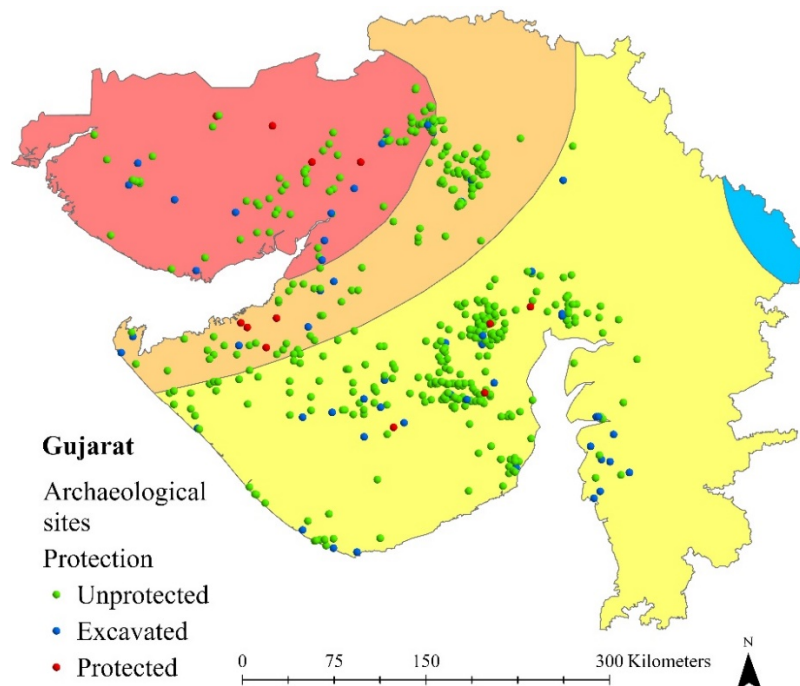 Gujarat
Archaeological
sites
Protection
Unprotected
Excavated
Protected
0 75 150 300 Kilometers
N